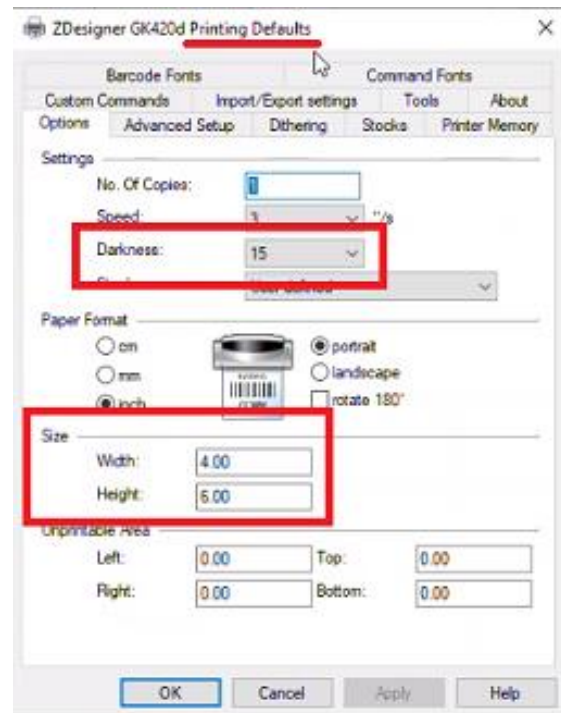 ZDesigner GK420d Printing Defaults
Barcode Fonts Command Fonts
Custom Commands Import/Export settings Tools About
Options Advanced Setup Dithering Stocks Printer Memory
Settings
No. Of Copies: 1
Speed: 3 "/s
Darkness: 15
User defined
Paper Format
cm portrait
mm landscape
inch rotate 180°
Size
Width: 4.00
Height: 6.00
Unprintable Area
Left: 0.00 Top: 0.00
Right: 0.00 Bottom: 0.00
OK Cancel Apply Help